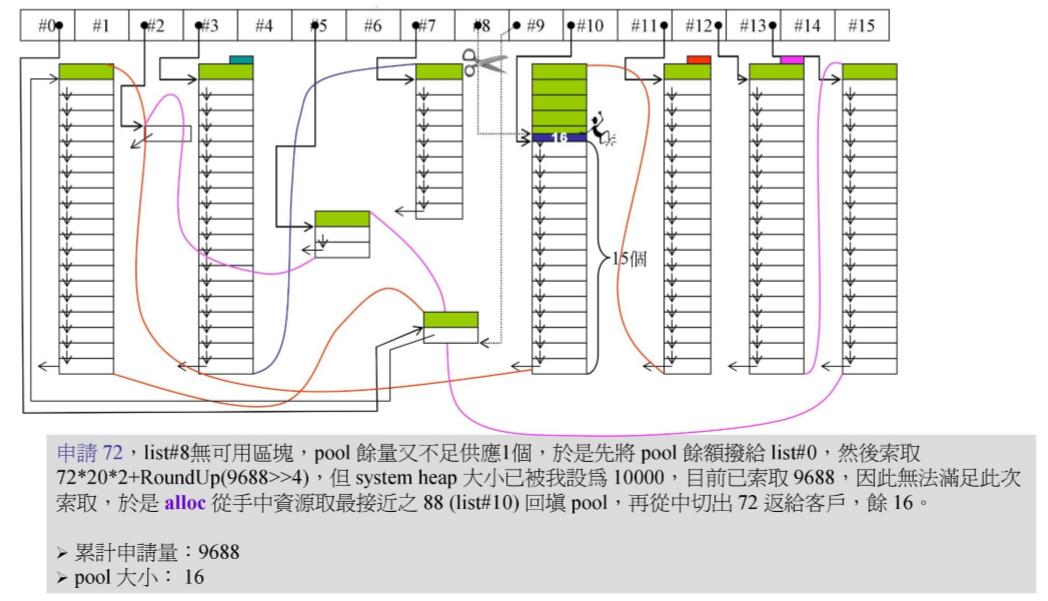 #0 #1 #2 #3 #4 #5 #6 #7 #8 #9 #10 #11 #12 #13 #14 #15
16
15個
申請 72，list#8無可用區塊，pool 餘量又不足供應1個，於是先將 pool 餘額撥給 list#0，然後索取
72*20*2+RoundUp(9688>>4)，但 system heap 大小已被我設爲 10000，目前已索取 9688，因此無法滿足此次
索取，於是 alloc 從手中資源取最接近之 88 (list#10) 回填 pool，再從中切出 72 返給客戶，餘 16。
➢ 累計申請量：9688
➢ pool 大小： 16